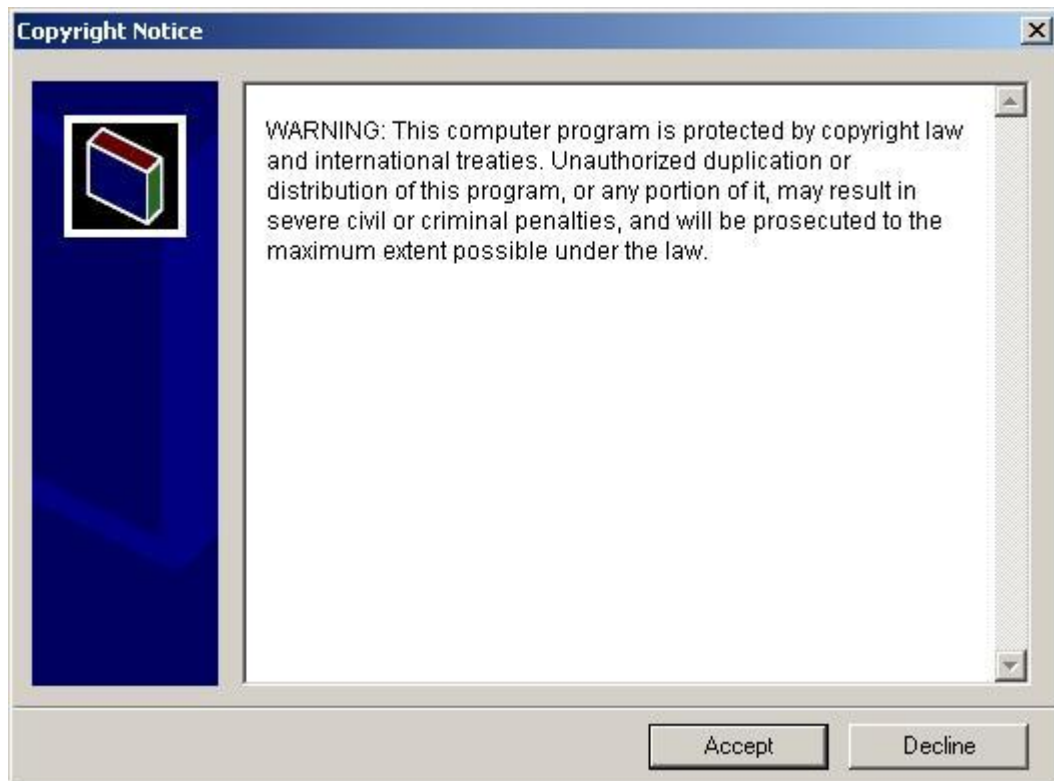 Copyright Notice
WARNING: This computer program is protected by copyright law
and international treaties. Unauthorized duplication or
distribution of this program, or any portion of it, may result in
severe civil or criminal penalties, and will be prosecuted to the
maximum extent possible under the law.
Accept
Decline